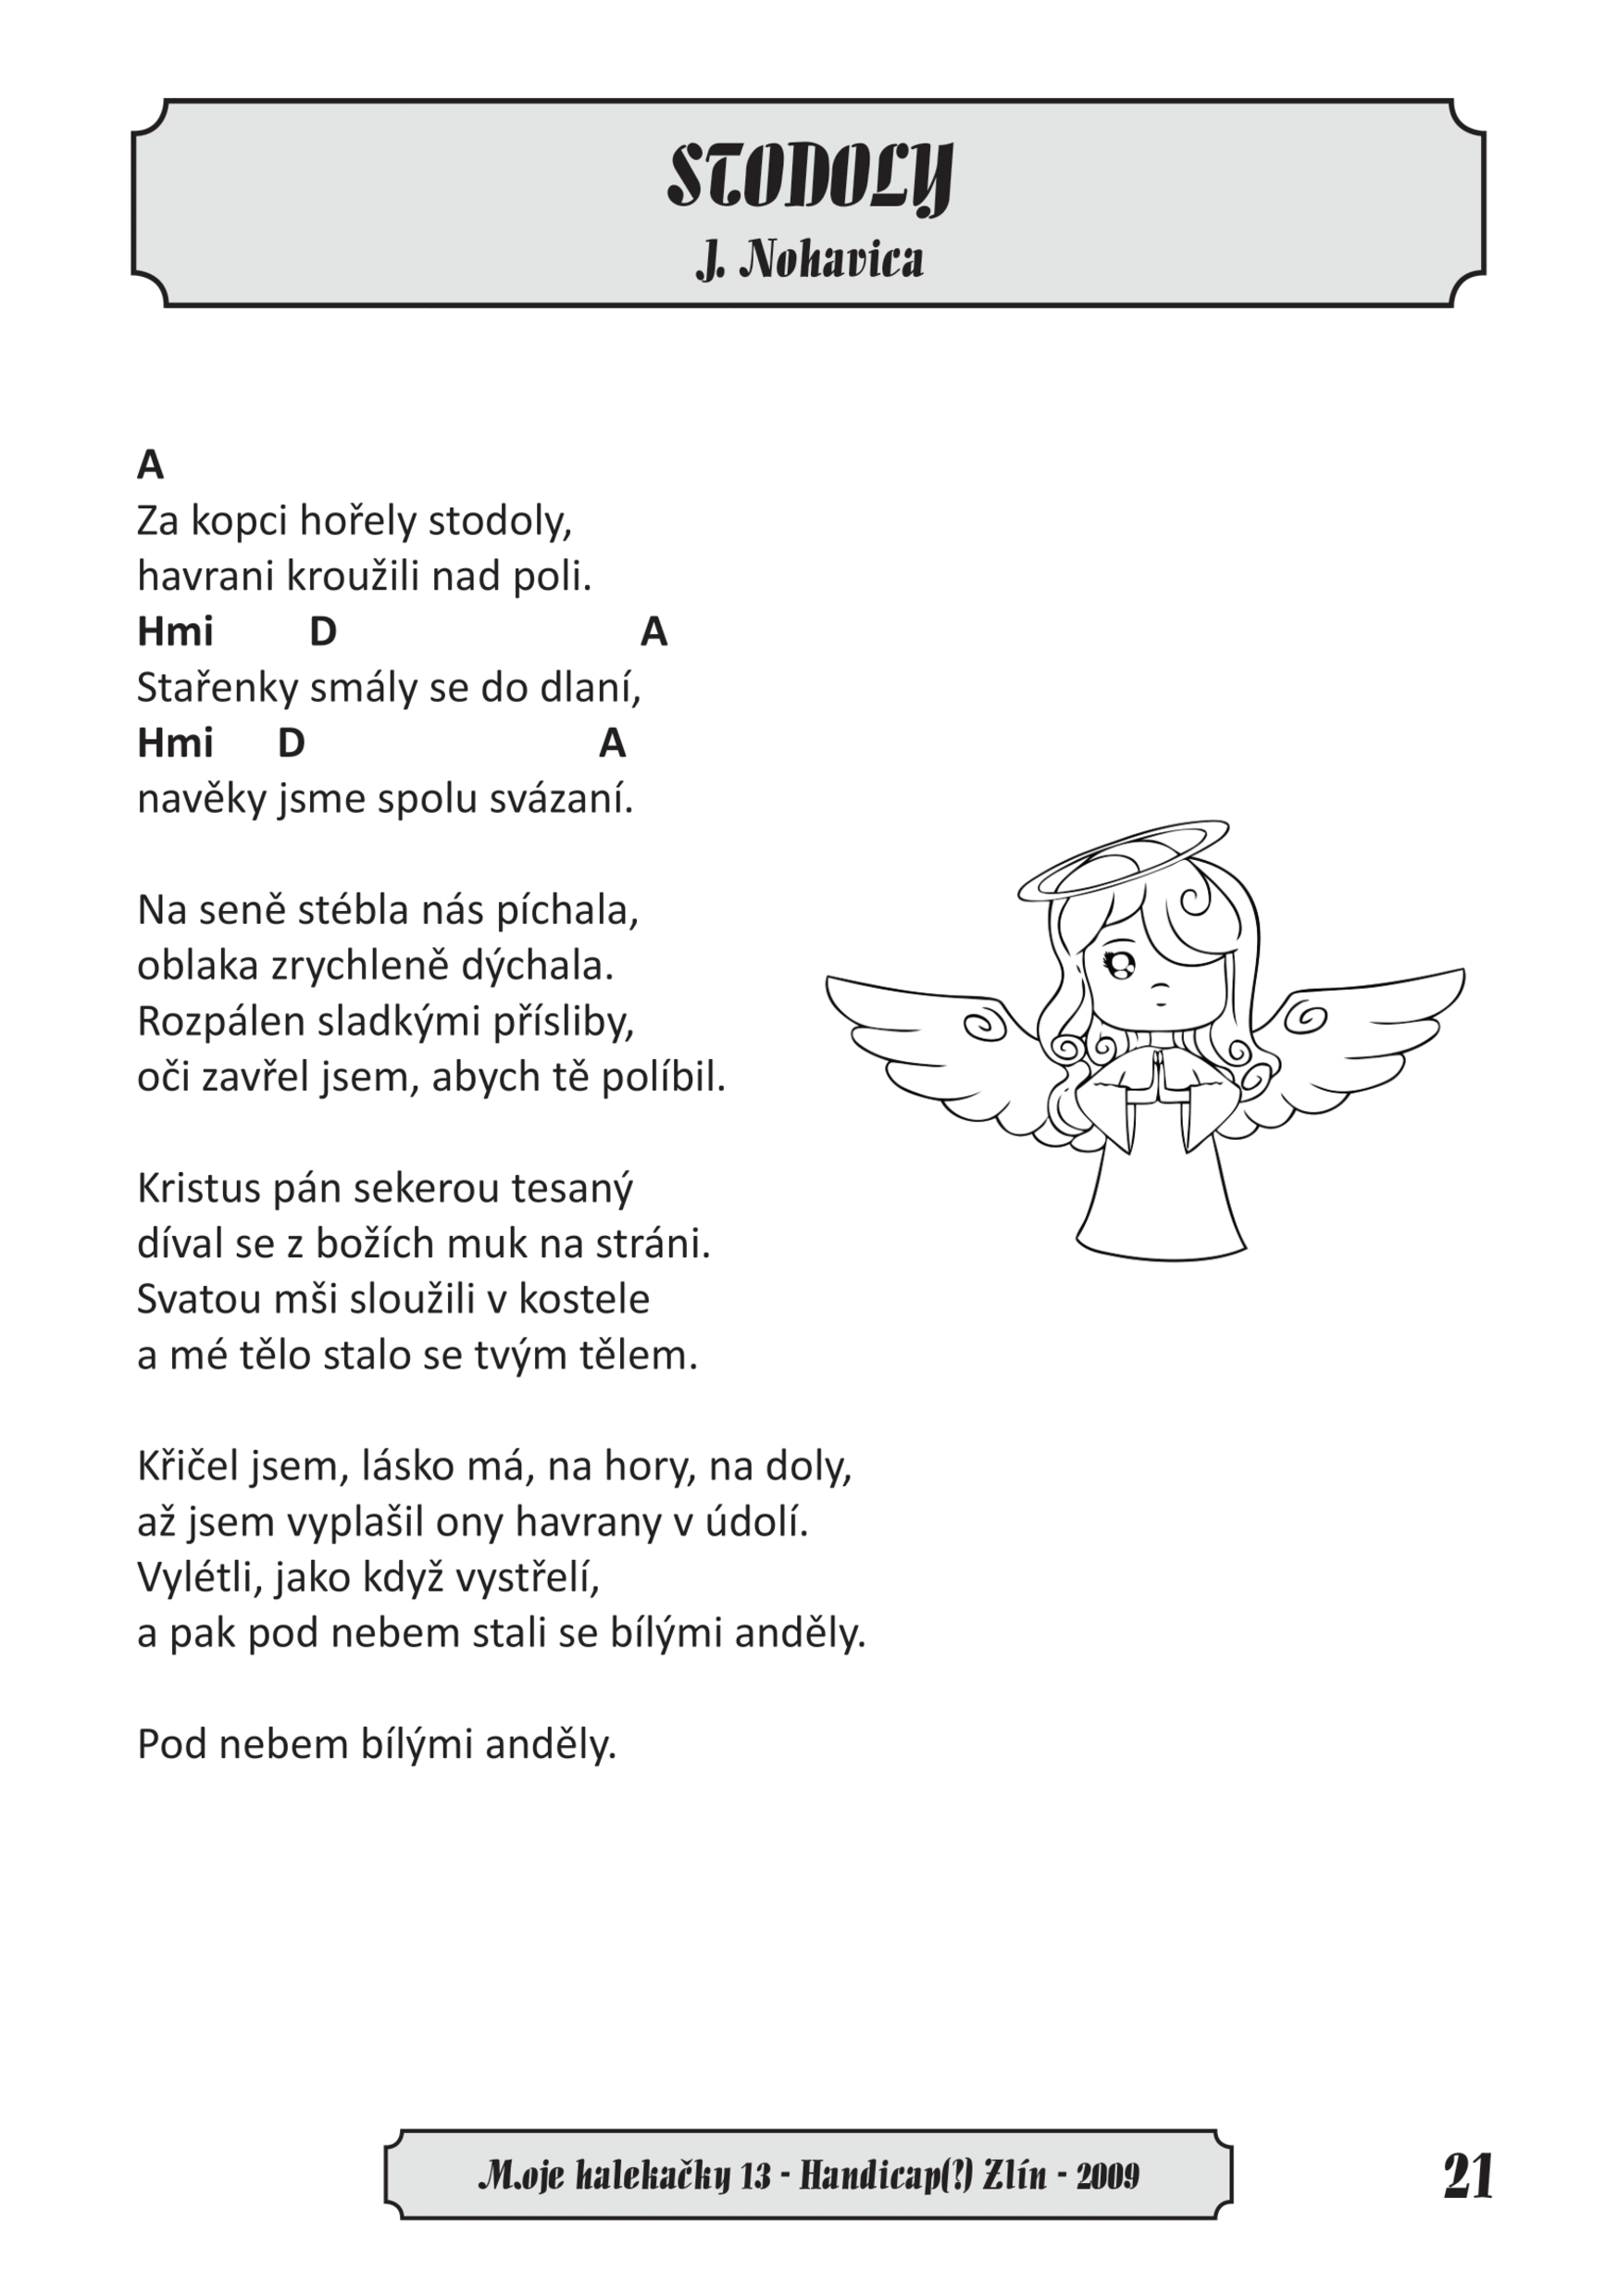 STODOLY
J. Nohavica
A
Za kopci hořely stodoly,
havrani kroužili nad poli.
Hmi D A
Stařenky smály se do dlaní,
Hmi D A
navěky jsme spolu svázaní.
Na seně stébla nás píchala,
oblaka zrychleně dýchala.
Rozpálen sladkými přísliby,
oči zavřel jsem, abych tě políbil.
Kristus pán sekerou tesaný
díval se z božích muk na stráni.
Svatou mši sloužili v kostele
a mé tělo stalo se tvým tělem.
Křičel jsem, lásko má, na hory, na doly,
až jsem vyplašil ony havrany v údolí.
Vylétli, jako když vystřelí,
a pak pod nebem stali se bílými anděly.
Pod nebem bílými anděly.
Moje halekačky 13 - Handicap(?) Zlín - 2009
21